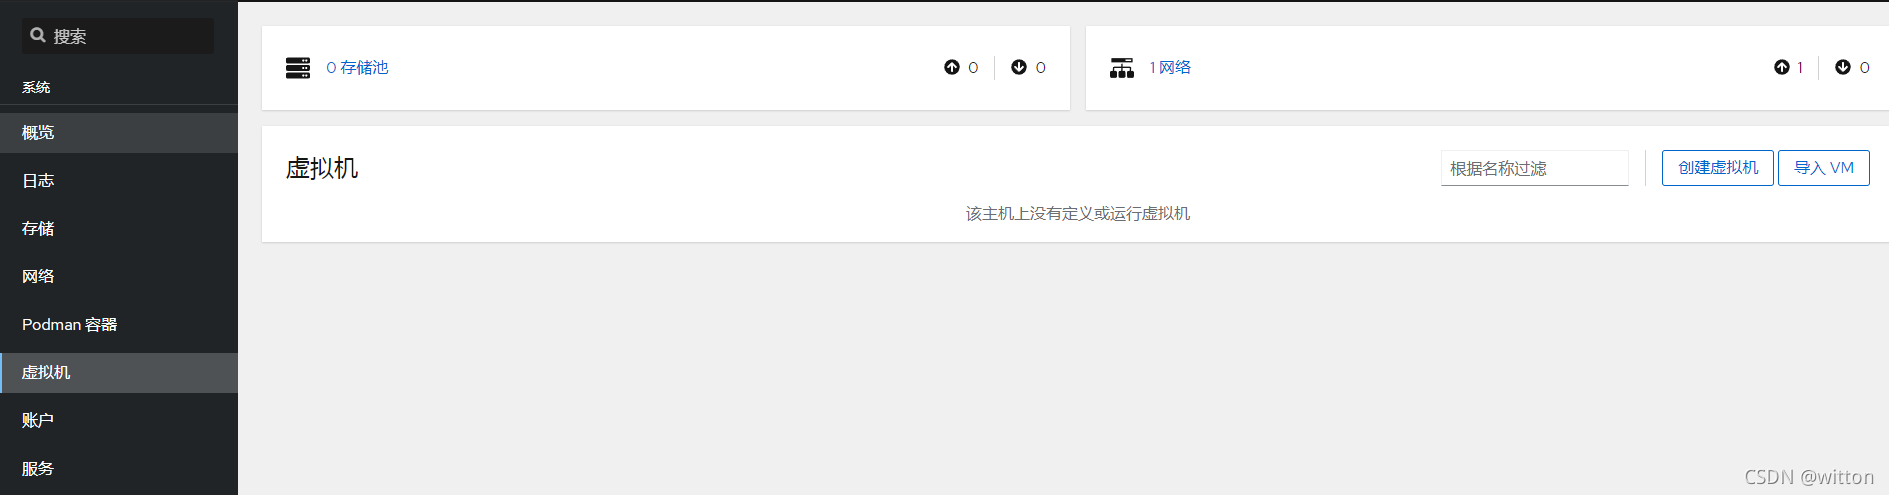 搜索
系统
概览
日志
存储
网络
Podman 容器
虚拟机
账户
服务
0 存储池
0
0
1 网络
1
0
虚拟机
根据名称过滤
创建虚拟机
导入 VM
该主机上没有定义或运行虚拟机
CSDN @witton